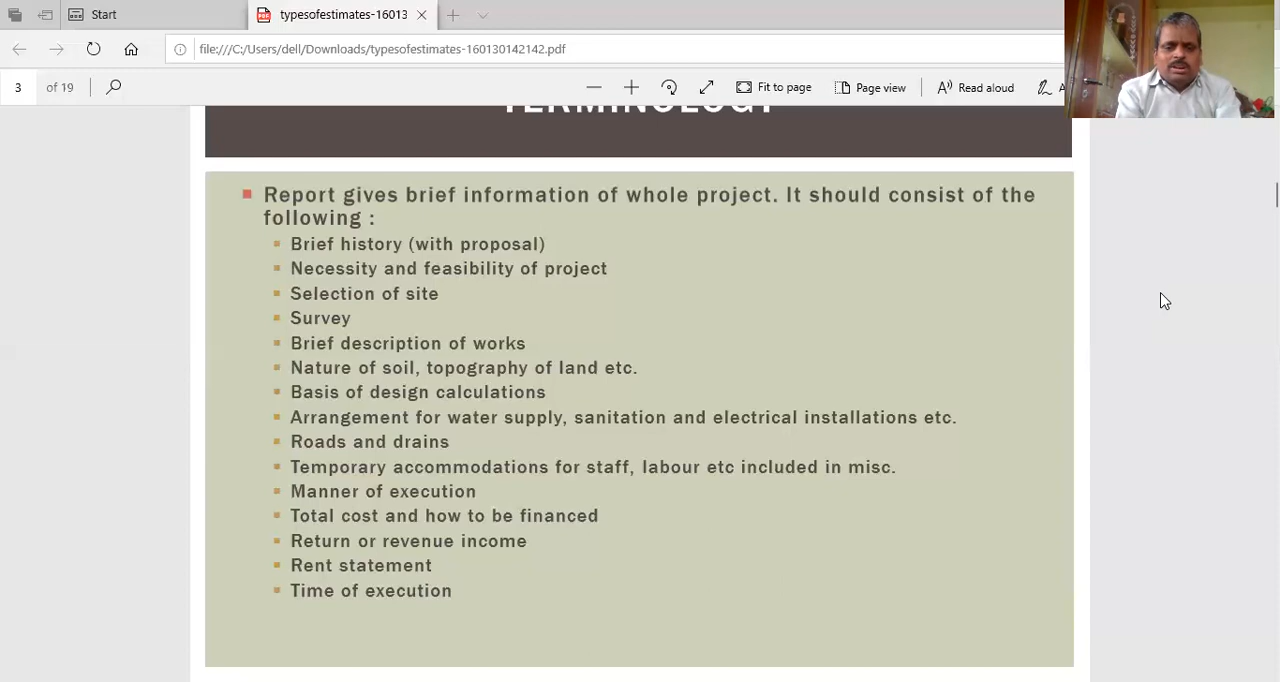 Start
typesofestimates-16013
file:///C:/Users/dell/Downloads/typesofestimates-160130142142.pdf
3 of 19
Fit to page
Page view
Read aloud
TERMINOLOGY
Report gives brief information of whole project. It should consist of the
following :
Brief history (with proposal)
Necessity and feasibility of project
Selection of site
Survey
Brief description of works
Nature of soil, topography of land etc.
Basis of design calculations
Arrangement for water supply, sanitation and electrical installations etc.
Roads and drains
Temporary accommodations for staff, labour etc included in misc.
Manner of execution
Total cost and how to be financed
Return or revenue income
Rent statement
Time of execution